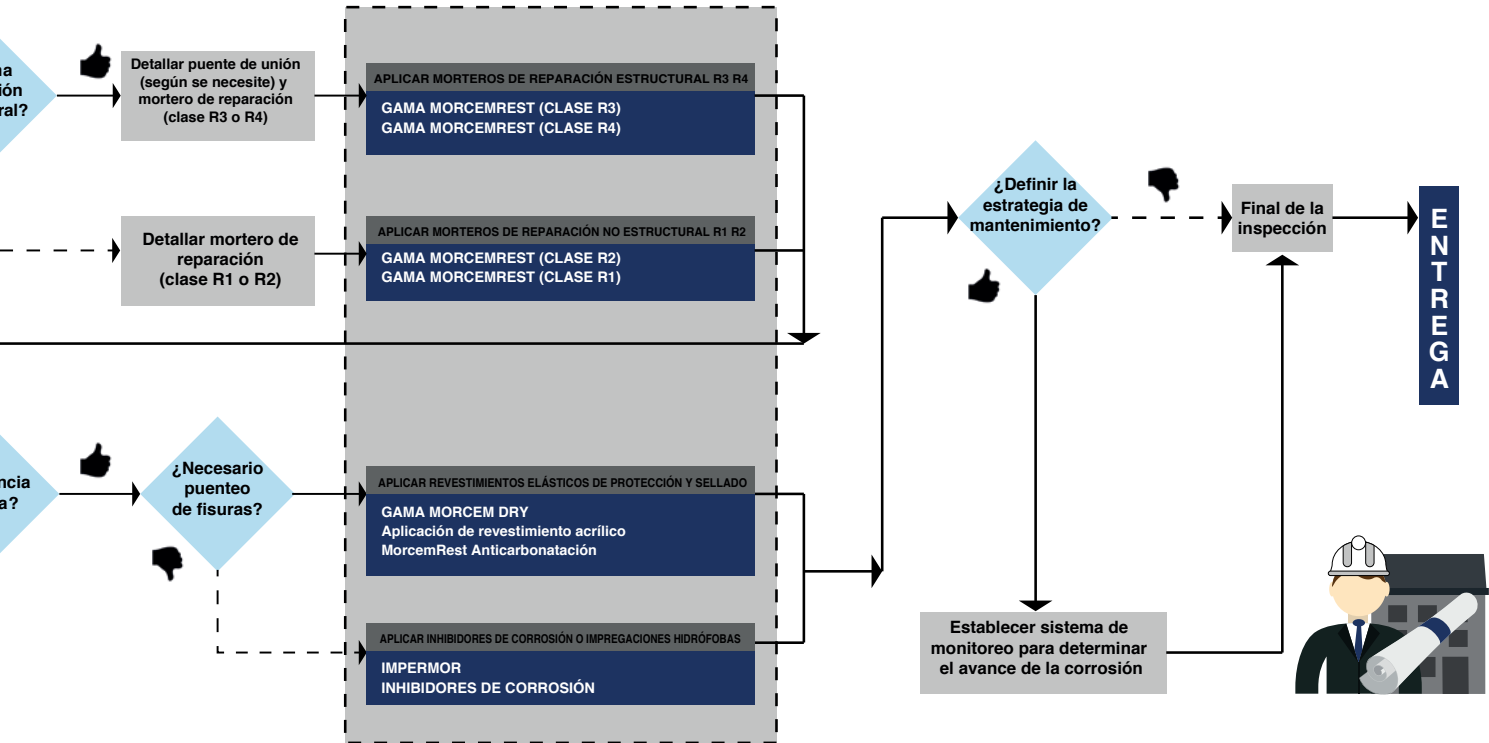 Detallar puente de unión
(según se necesite) y
mortero de reparación
(clase R3 o R4)
APLICAR MORTEROS DE REPARACIÓN ESTRUCTURAL R3 R4
GAMA MORCEMREST (CLASE R3)
GAMA MORCEMREST (CLASE R4)
Detallar mortero de
reparación
(clase R1 o R2)
APLICAR MORTEROS DE REPARACIÓN NO ESTRUCTURAL R1 R2
GAMA MORCEMREST (CLASE R2)
GAMA MORCEMREST (CLASE R1)
¿Necesario
puenteo
de fisuras?
APLICAR REVESTIMIENTOS ELÁSTICOS DE PROTECCIÓN Y SELLADO
GAMA MORCEM DRY
Aplicación de revestimiento acrílico
MorcemRest Anticarbonatación
APLICAR INHIBIDORES DE CORROSIÓN O IMPREGACIONES HIDRÓFOBAS
IMPERMOR
INHIBIDORES DE CORROSIÓN
¿Definir la
estrategia de
mantenimiento?
Establecer sistema de
monitoreo para determinar
el avance de la corrosión
Final de la
inspección
ENTREGA